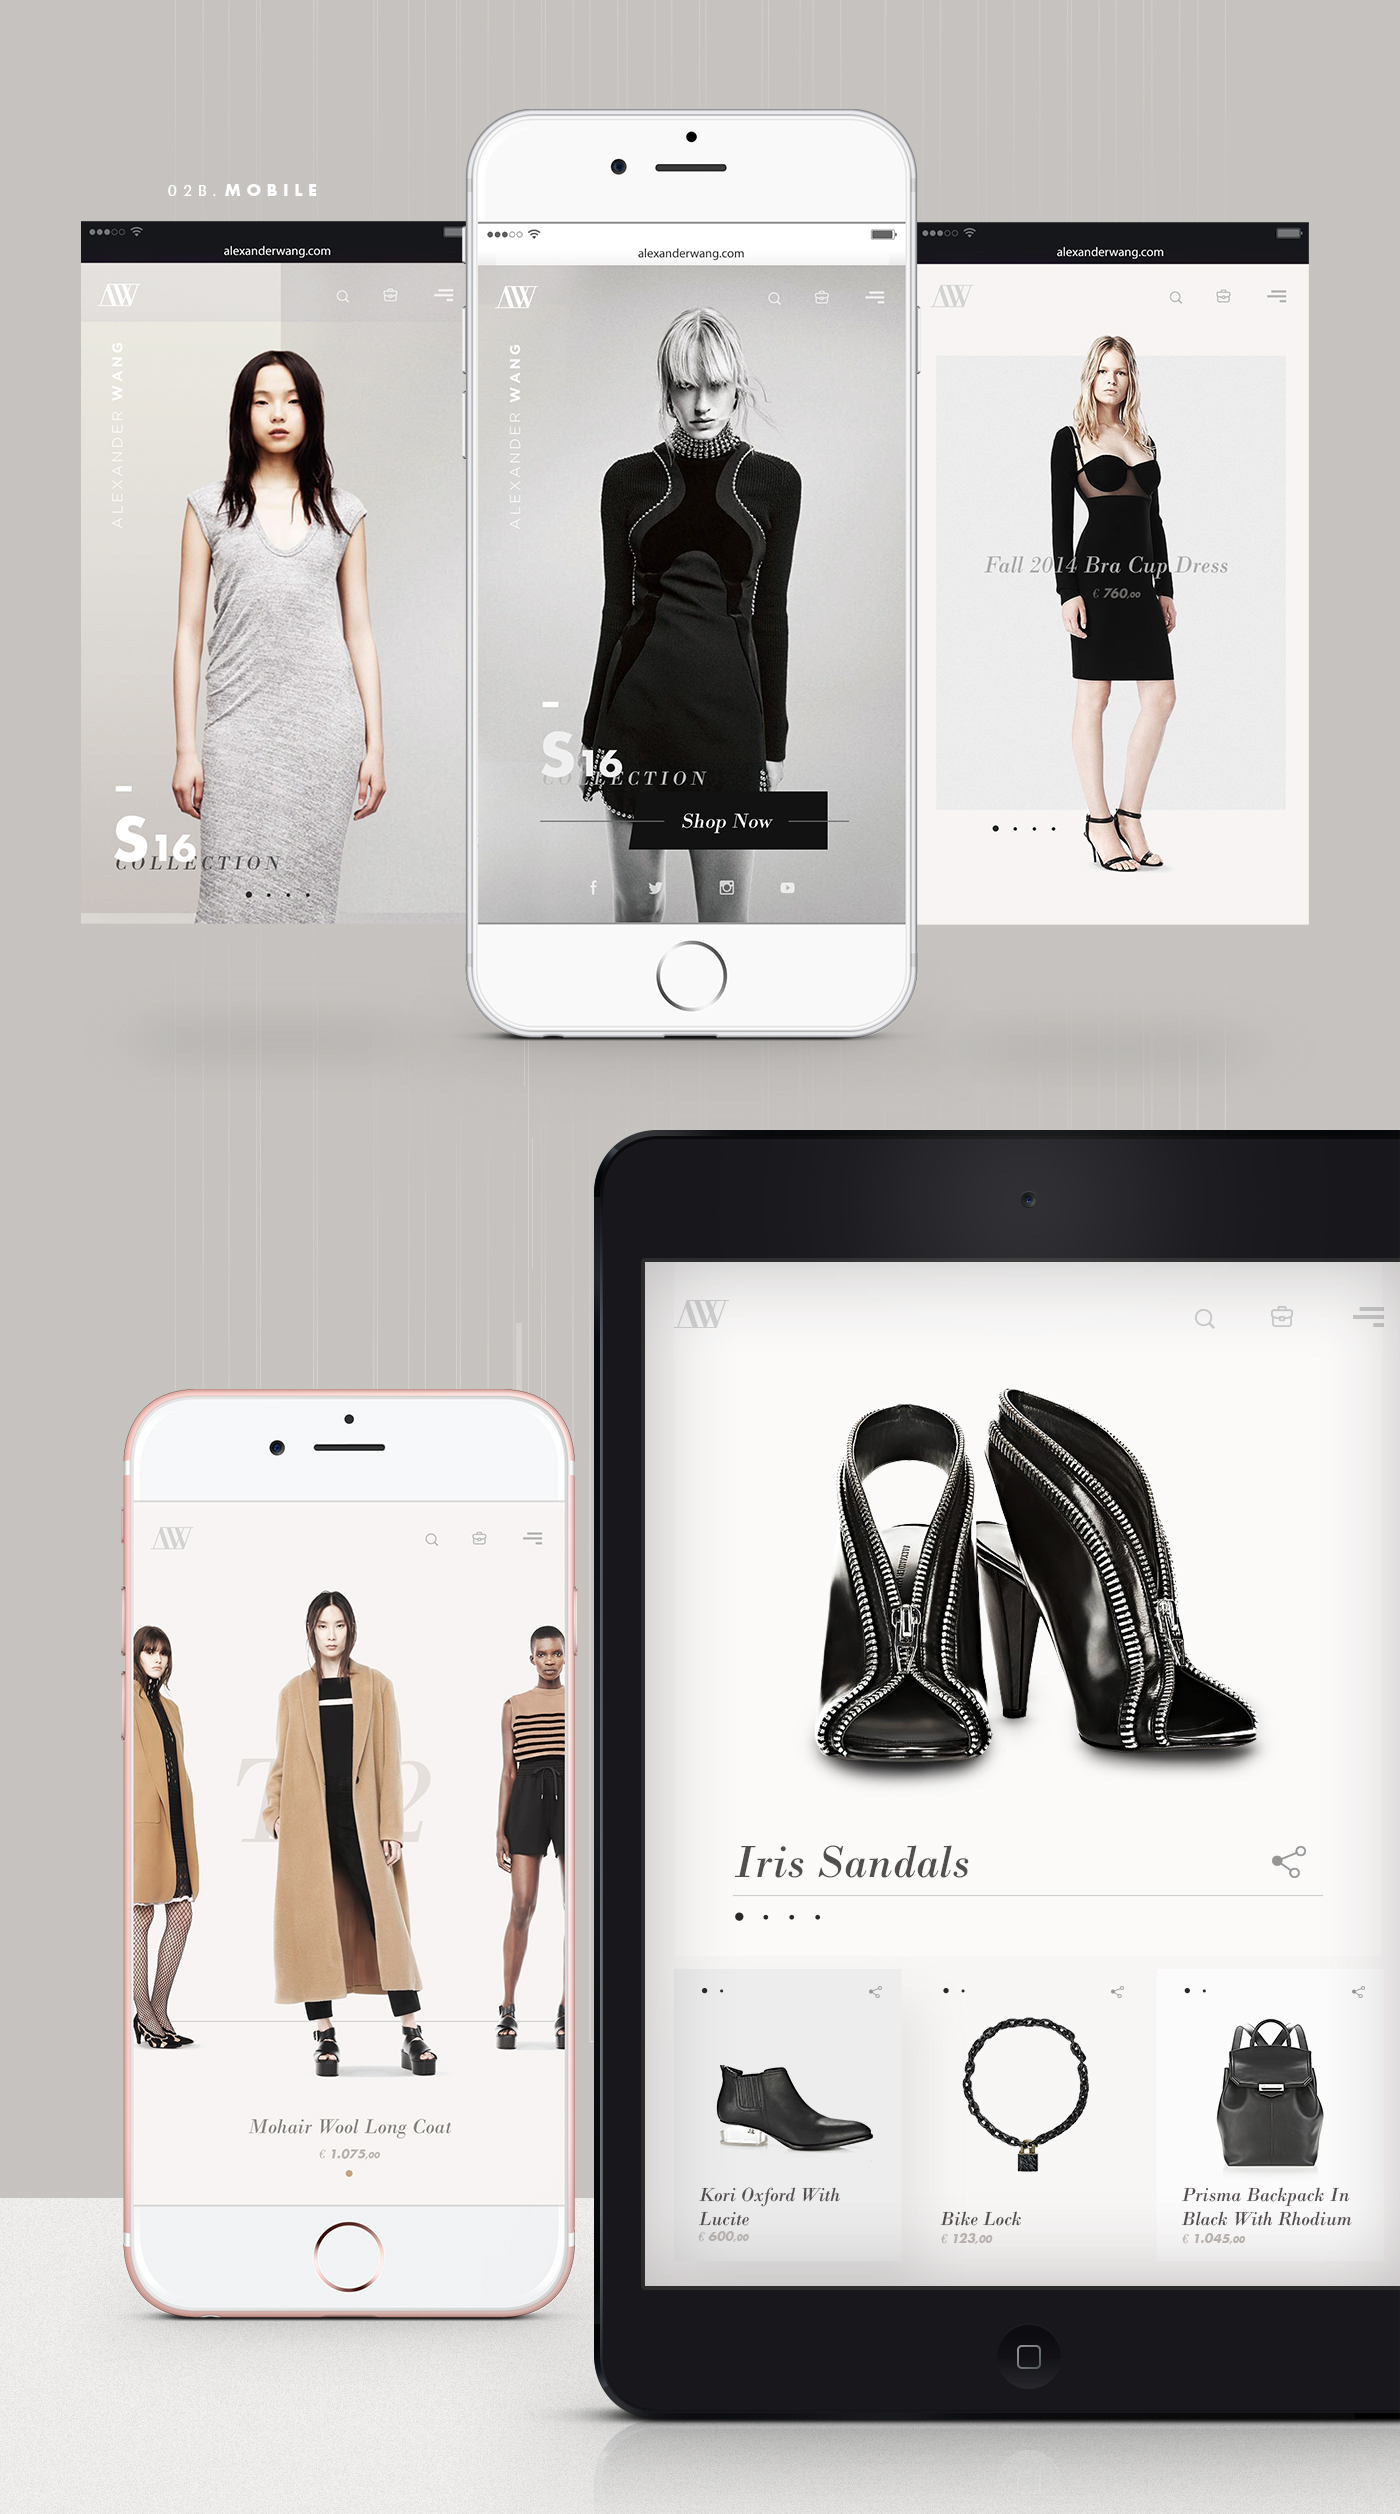 02B. MOBILE
alexanderwang.com
AW
ALEXANDER WANG
S16
COLLECTION
alexanderwang.com
AW
ALEXANDER WANG
S16
COLLECTION
Shop Now
alexanderwang.com
AW
Fall 2014 Bra Cup Dress
€ 760,00
AW
Mohair Wool Long Coat
€ 1.075,00
AW
Iris Sandals
Kori Oxford With
Lucite
€ 600,00
Bike Lock
€ 123,00
Prisma Backpack In
Black With Rhodium
€ 1.045,00